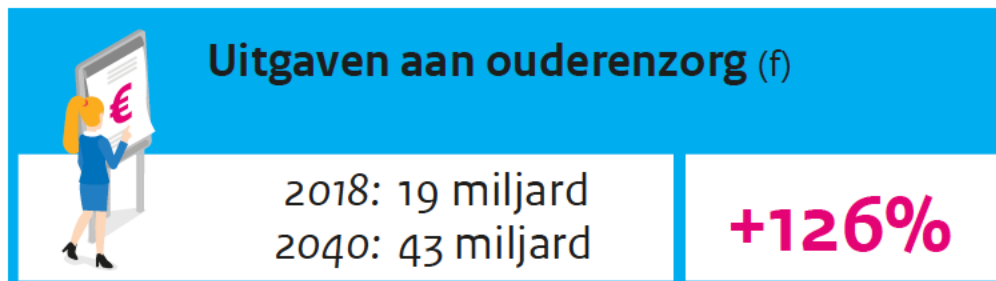 Uitgaven aan ouderenzorg (f)
€
2018: 19 miljard
2040: 43 miljard
+126%